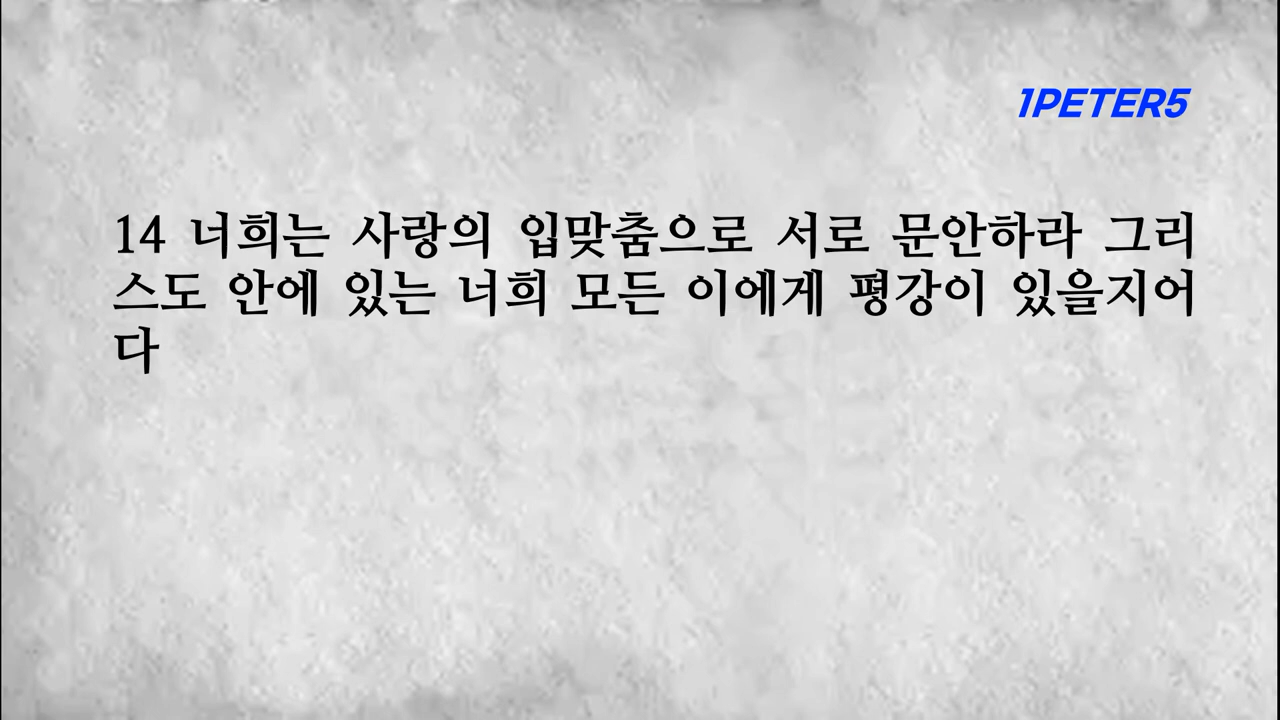 1PETER5
14 너희는 사랑의 입맞춤으로 서로 문안하라 그리
스도 안에 있는 너희 모든 이에게 평강이 있을지어
다